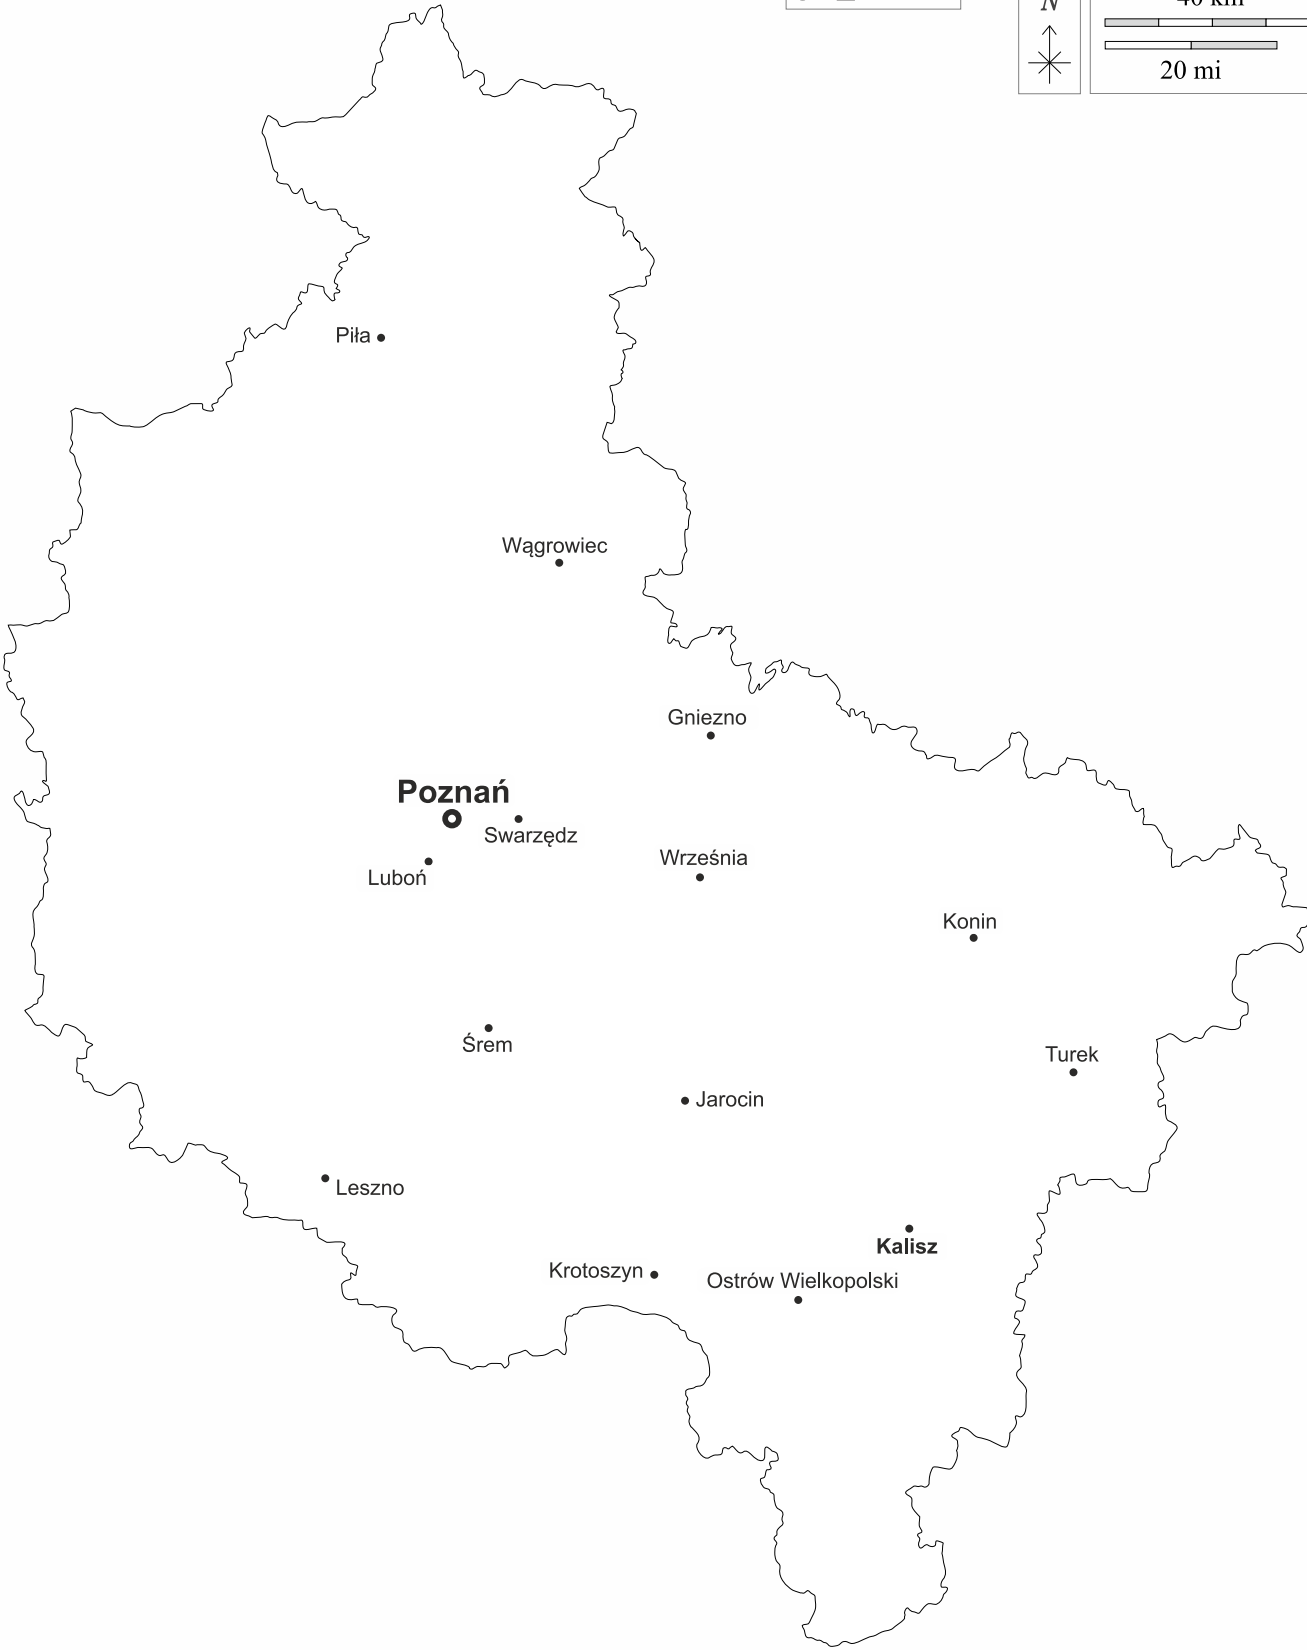 N
40 km
20 mi
Piła
Wągrowiec
Gniezno
Poznań
Swarzędz
Luboń
Września
Konin
Śrem
Turek
Jarocin
Leszno
Kalisz
Krotoszyn
Ostrów Wielkopolski